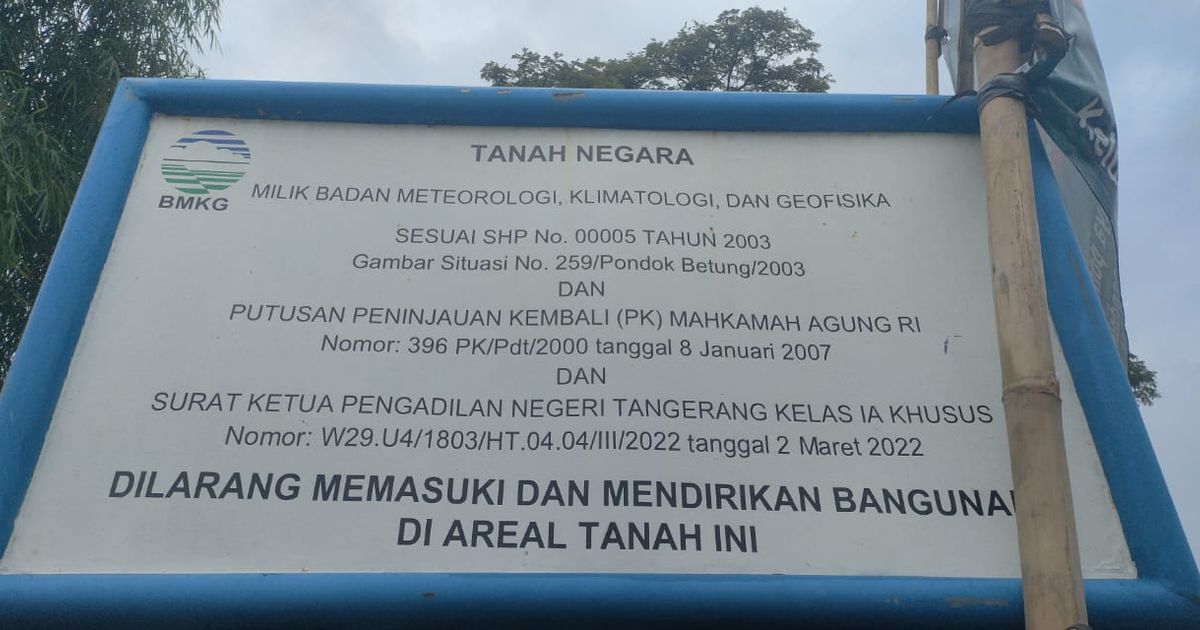 BMKG
TANAH NEGARA
MILIK BADAN METEOROLOGI, KLIMATOLOGI, DAN GEOFISIKA
SESUAI SHP No. 00005 TAHUN 2003
Gambar Situasi No. 259/Pondok Betung/2003
DAN
PUTUSAN PENINJAUAN KEMBALI (PK) MAHKAMAH AGUNG RI
Nomor: 396 PK/Pdt/2000 tanggal 8 Januari 2007
DAN
SURAT KETUA PENGADILAN NEGERI TANGERANG KELAS IA KHUSUS
Nomor: W29.U4/1803/HT.04.04/III/2022 tanggal 2 Maret 2022
DILARANG MEMASUKI DAN MENDIRIKAN BANGUNAN
DI AREAL TANAH INI